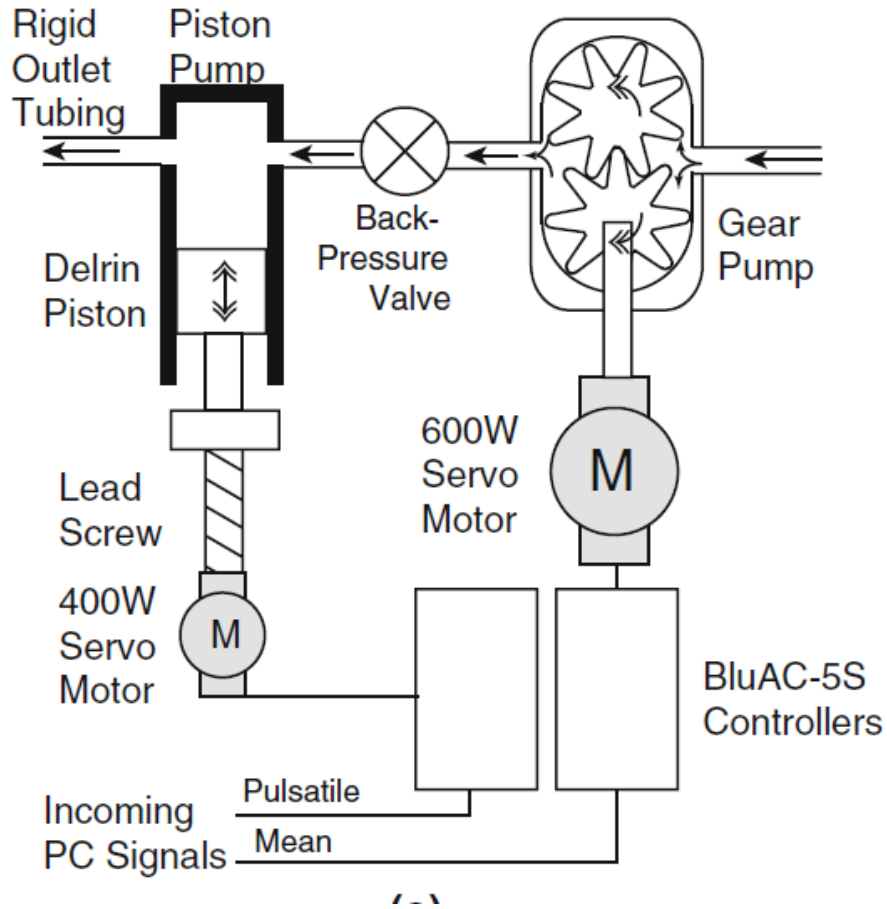 Rigid
Outlet
Tubing
Piston
Pump
Back-
Pressure
Valve
Gear
Pump
Delrin
Piston
Lead
Screw
600W
Servo
Motor
M
400W
Servo
Motor
M
BluAC-5S
Controllers
Incoming
PC Signals
Pulsatile
Mean